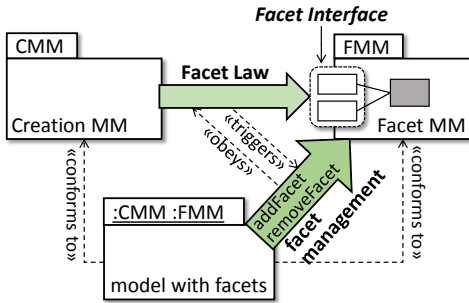 Facet Interface
CMM
FMM
Facet Law
Creation MM
Facet MM
«triggers»
«obeys»
«conforms to»
«conforms to»
addFacet
removeFacet
facet
management
:CMM :FMM
model with facets